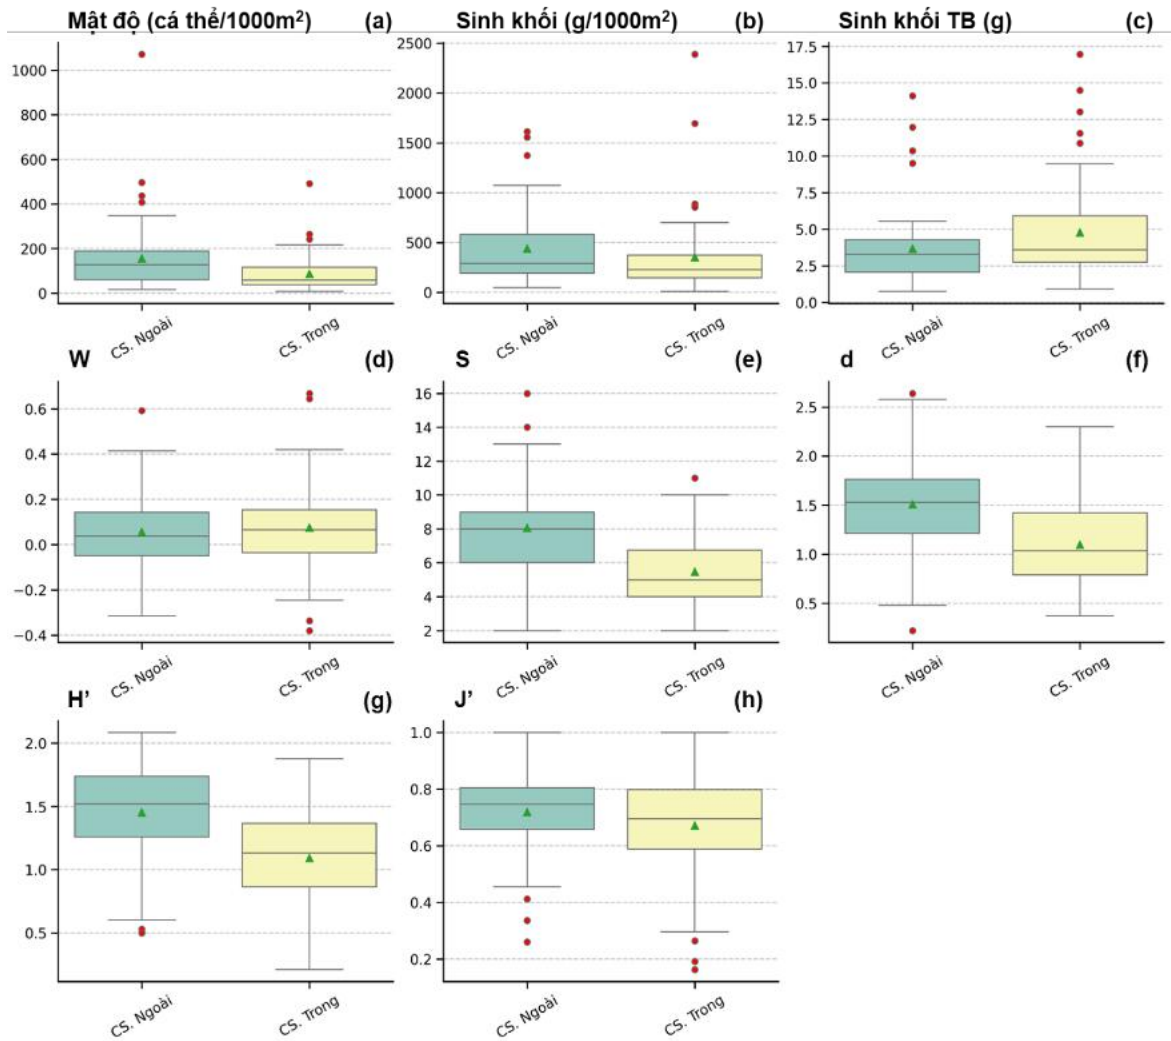 Mật độ (cá thể/1000m²) (a)
1000
800
600
400
200
0
CS. Ngoài
CS. Trong
Sinh khối (g/1000m²) (b)
2500
2000
1500
1000
500
0
CS. Ngoài
CS. Trong
Sinh khối TB (g) (c)
17.5
15.0
12.5
10.0
7.5
5.0
2.5
0.0
CS. Ngoài
CS. Trong
W (d)
0.6
0.4
0.2
0.0
−0.2
−0.4
CS. Ngoài
CS. Trong
S (e)
16
14
12
10
8
6
4
2
CS. Ngoài
CS. Trong
d (f)
2.5
2.0
1.5
1.0
0.5
CS. Ngoài
CS. Trong
H’ (g)
2.0
1.5
1.0
0.5
CS. Ngoài
CS. Trong
J’ (h)
1.0
0.8
0.6
0.4
0.2
CS. Ngoài
CS. Trong